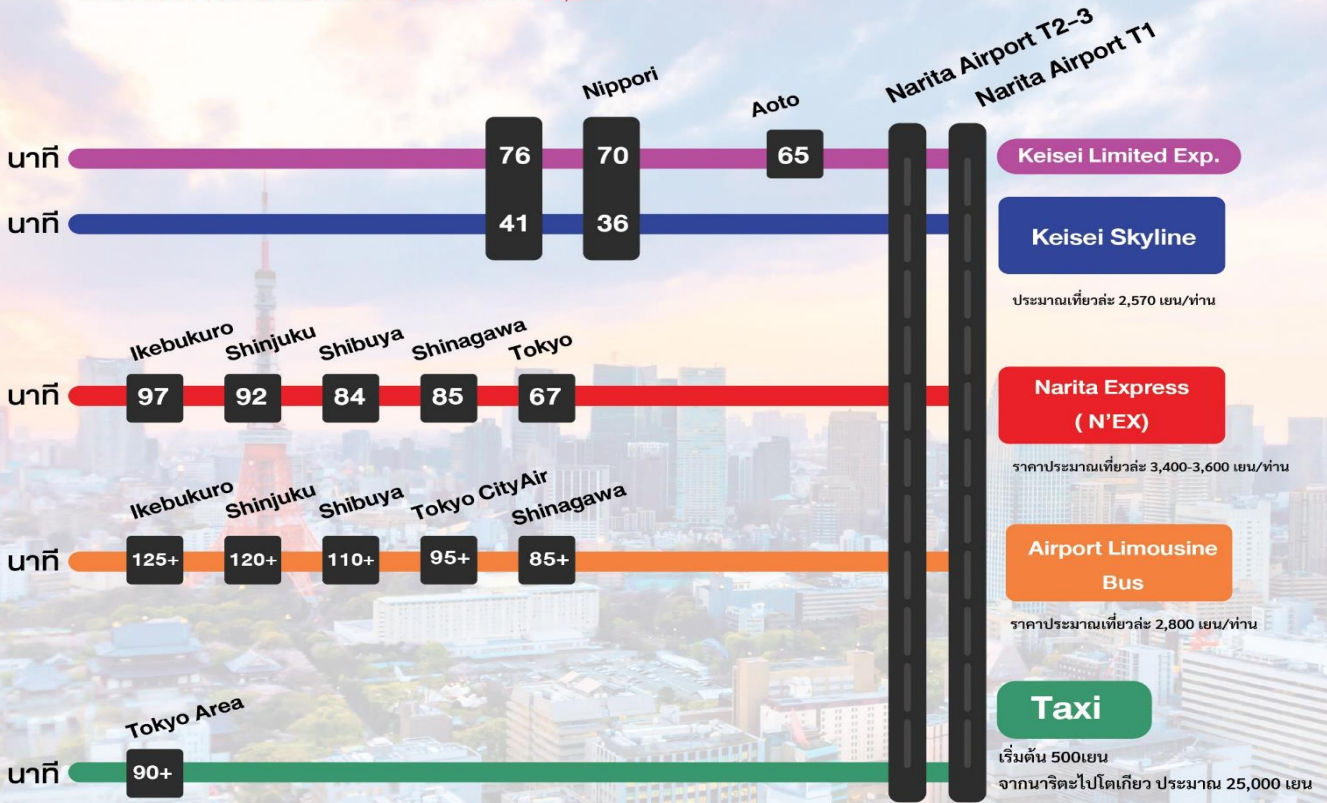 Narita Airport T2-3
Narita Airport T1
Nippori
Aoto
นาที
76
70
65
Keisei Limited Exp.
นาที
41
36
Keisei Skyline
ประมาณเที่ยวล่ะ 2,570 เยน/ท่าน
Ikebukuro
Shinjuku
Shibuya
Shinagawa
Tokyo
นาที
97
92
84
85
67
Narita Express
( N'EX)
ราคาประมาณเที่ยวล่ะ 3,400-3,600 เยน/ท่าน
Ikebukuro
Shinjuku
Shibuya
Tokyo CityAir
Shinagawa
นาที
125+
120+
110+
95+
85+
Airport Limousine
Bus
ราคาประมาณเที่ยวล่ะ 2,800 เยน/ท่าน
Tokyo Area
นาที
90+
Taxi
เริ่มต้น 500เยน
จากนาริตะไปโตเกียว ประมาณ 25,000 เยน